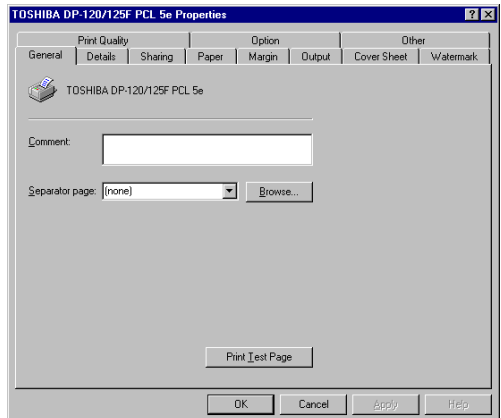 TOSHIBA DP-120/125F PCL 5e Properties
Print Quality Option Other
General Details Sharing Paper Margin Output Cover Sheet Watermark
TOSHIBA DP-120/125F PCL 5e
Comment:
Separator page: (none) Browse...
Print Test Page
OK Cancel Apply Help